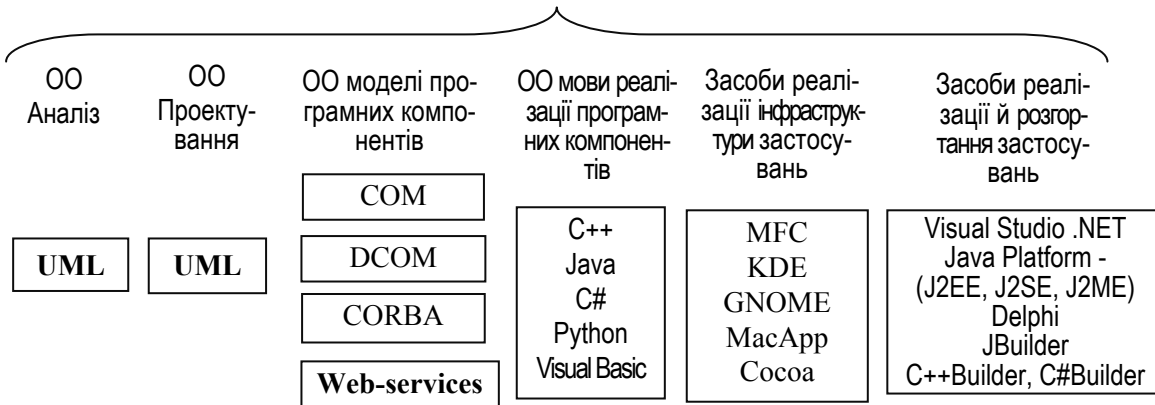 ОО
Аналіз
ОО
Проекту-
вання
ОО моделі про-
грамних компо-
нентів
ОО мови реалі-
зації програм-
них компонен-
тів
Засоби реалі-
зації інфраструк-
тури застосу-
вань
Засоби реалі-
зації й розгор-
тання застосу-
вань
UML
UML
COM
DCOM
CORBA
Web-services
C++
Java
C#
Python
Visual Basic
MFC
KDE
GNOME
MacApp
Cocoa
Visual Studio .NET
Java Platform -
(J2EE, J2SE, J2ME)
Delphi
JBuilder
C++Builder, C#Builder